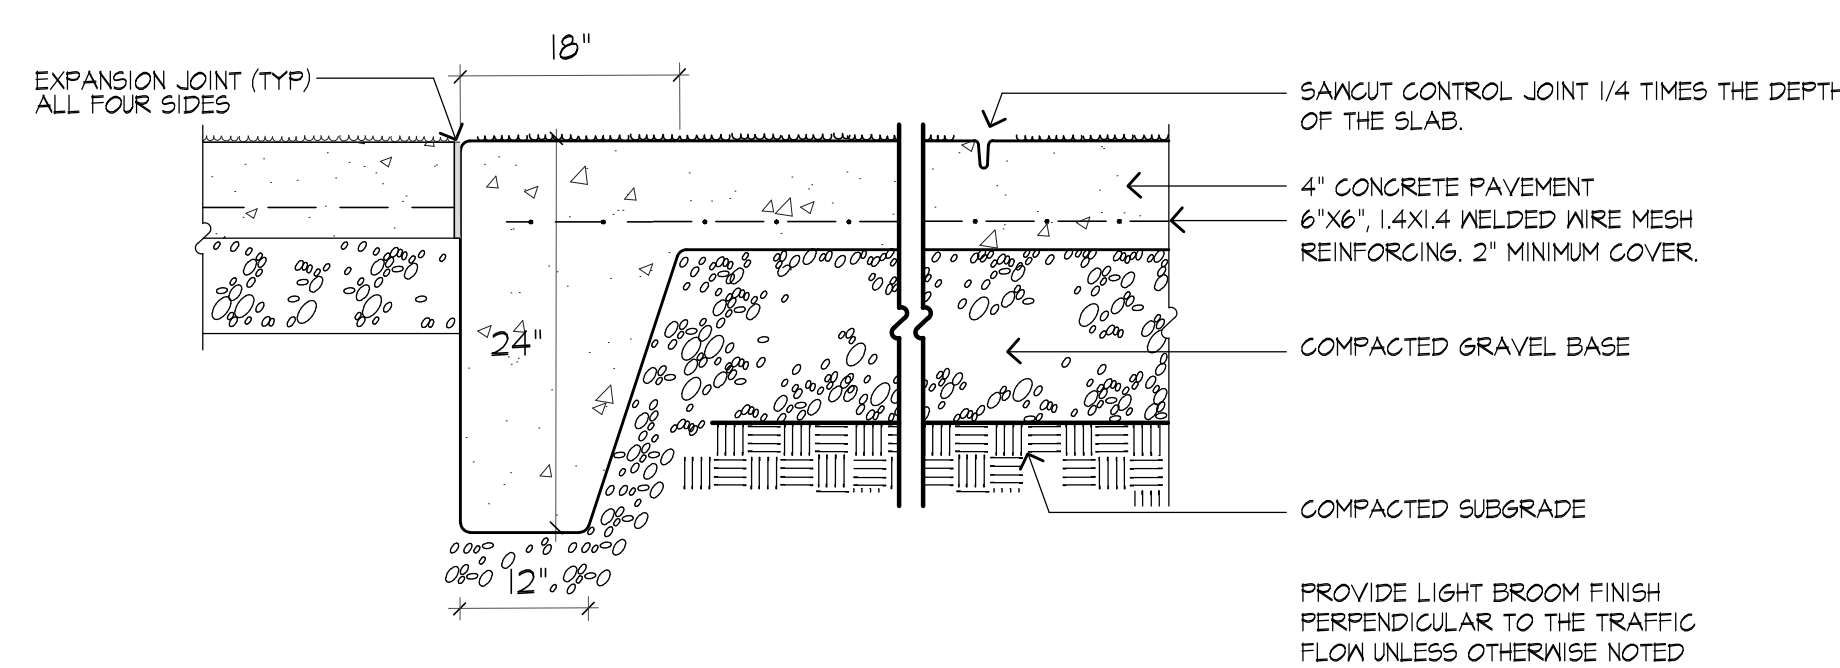 18"
EXPANSION JOINT (TYP)
ALL FOUR SIDES
SAWCUT CONTROL JOINT 1/4 TIMES THE DEPTH
OF THE SLAB.
4" CONCRETE PAVEMENT
6"X6", 1.4X1.4 WELDED WIRE MESH
REINFORCING. 2" MINIMUM COVER.
24"
COMPACTED GRAVEL BASE
COMPACTED SUBGRADE
12"
PROVIDE LIGHT BROOM FINISH
PERPENDICULAR TO THE TRAFFIC
FLOW UNLESS OTHERWISE NOTED